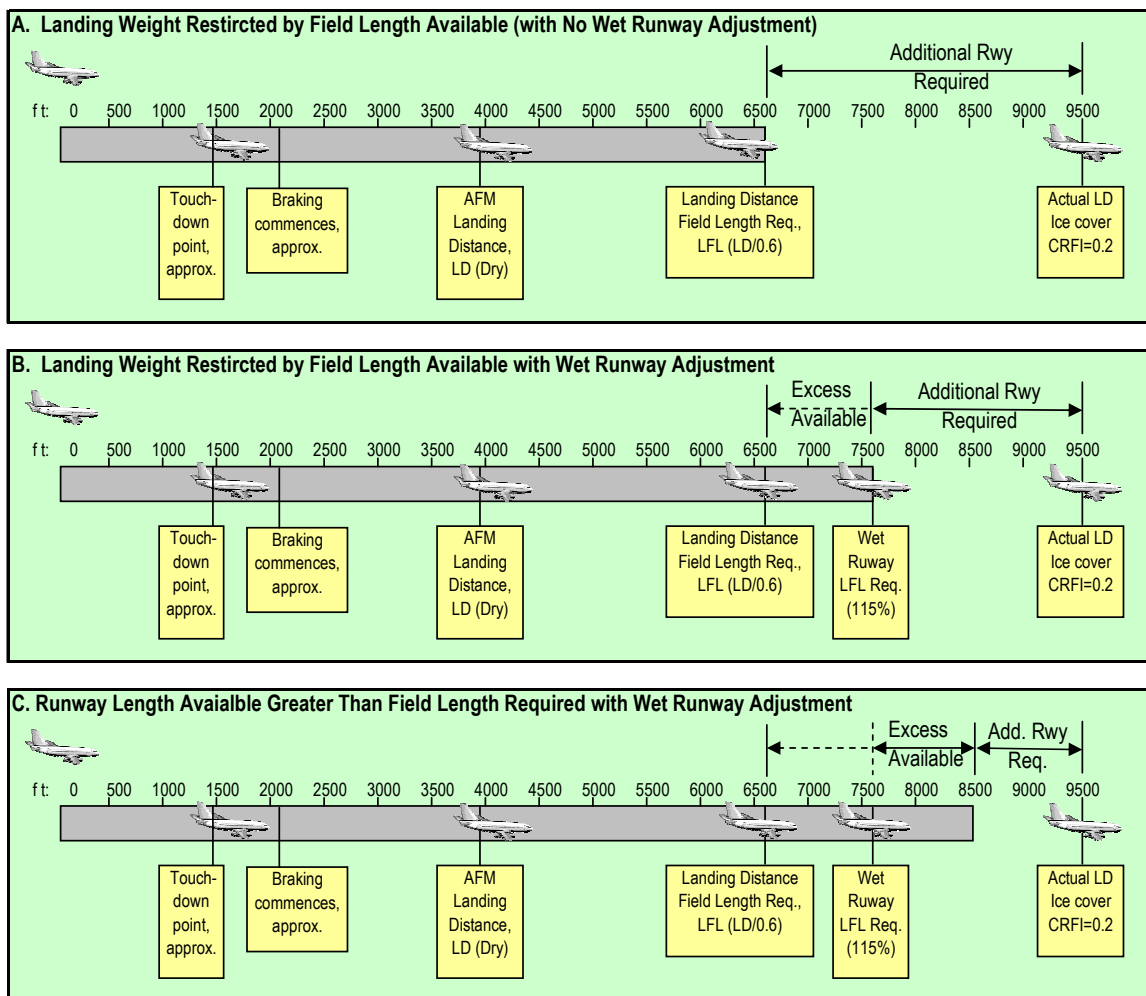 A. Landing Weight Restircted by Field Length Available (with No Wet Runway Adjustment)
Additional Rwy
Required
ft: 0 500 1000 1500 2000 2500 3000 3500 4000 4500 5000 5500 6000 6500 7000 7500 8000 8500 9000 9500
Touch-
down
point,
approx.
Braking
commences,
approx.
AFM
Landing
Distance,
LD (Dry)
Landing Distance
Field Length Req.,
LFL (LD/0.6)
Actual LD
Ice cover
CRFI=0.2
B. Landing Weight Restircted by Field Length Available with Wet Runway Adjustment
Excess
Available
Additional Rwy
Required
ft: 0 500 1000 1500 2000 2500 3000 3500 4000 4500 5000 5500 6000 6500 7000 7500 8000 8500 9000 9500
Touch-
down
point,
approx.
Braking
commences,
approx.
AFM
Landing
Distance,
LD (Dry)
Landing Distance
Field Length Req.,
LFL (LD/0.6)
Wet
Ruway
LFL Req.
(115%)
Actual LD
Ice cover
CRFI=0.2
C. Runway Length Avaialble Greater Than Field Length Required with Wet Runway Adjustment
Excess
Available
Add. Rwy
Req.
ft: 0 500 1000 1500 2000 2500 3000 3500 4000 4500 5000 5500 6000 6500 7000 7500 8000 8500 9000 9500
Touch-
down
point,
approx.
Braking
commences,
approx.
AFM
Landing
Distance,
LD (Dry)
Landing Distance
Field Length Req.,
LFL (LD/0.6)
Wet
Ruway
LFL Req.
(115%)
Actual LD
Ice cover
CRFI=0.2